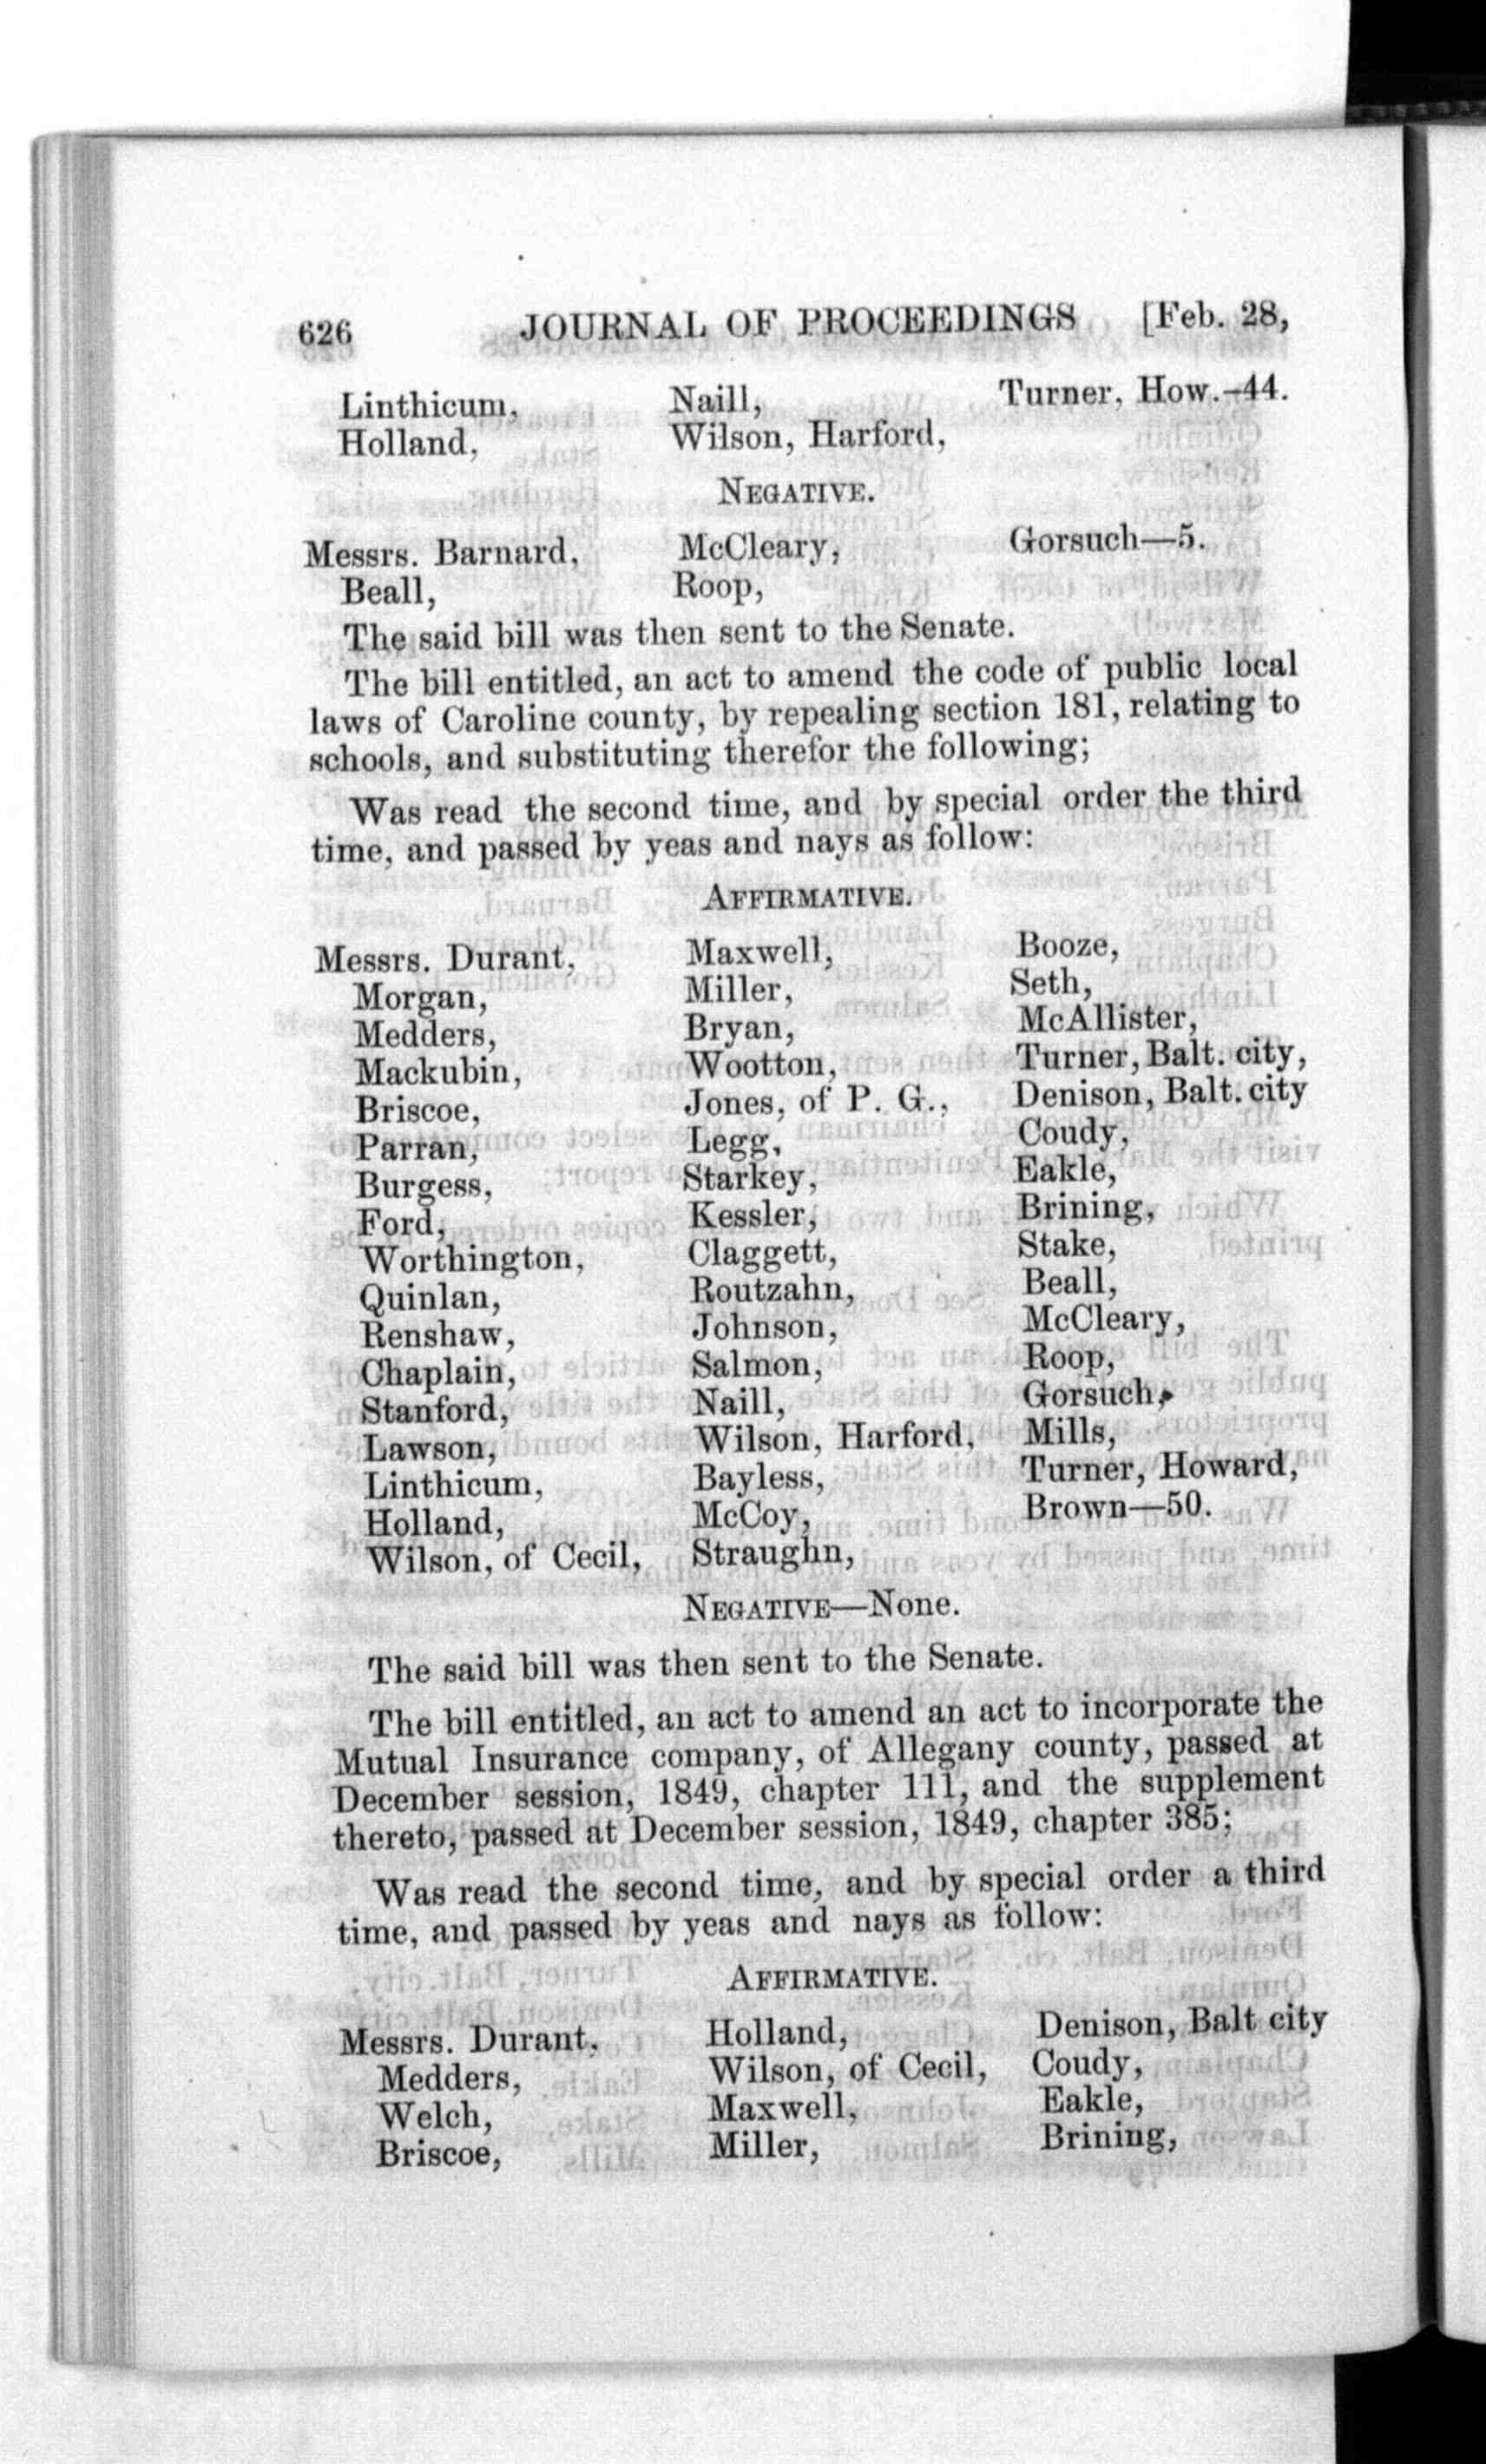 626 JOURNAL OF PROCEEDINGS [Feb. 28,
Linthicum, Naill, Turner, How.–44.
Holland, Wilson, Harford,
NEGATIVE.
Messrs. Barnard, McCleary, Gorsuch—5.
Beall, Roop,
The said bill was then sent to the Senate.
The bill entitled, an act to amend the code of public local
laws of Caroline county, by repealing section 181, relating to
schools, and substituting therefor the following;
Was read the second time, and by special order the third
time, and passed by yeas and nays as follow:
AFFIRMATIVE.
Messrs. Durant, Maxwell, Booze,
Morgan, Miller, Seth,
Medders, Bryan, McAllister,
Mackubin, Wootton, Turner, Balt. city,
Briscoe, Jones, of P. G., Denison, Balt. city
Parran, Legg, Coudy,
Burgess, Starkey, Eakle,
Ford, Kessler, Brining,
Worthington, Claggett, Stake,
Quinlan, Routzahn, Beall,
Renshaw, Johnson, McCleary,
Chaplain, Salmon, Roop,
Stanford, Naill, Gorsuch,
Lawson, Wilson, Harford, Mills,
Linthicum, Bayless, Turner, Howard,
Holland, McCoy, Brown—50.
Wilson, of Cecil, Straughn,
NEGATIVE—None.
The said bill was then sent to the Senate.
The bill entitled, an act to amend an act to incorporate the
Mutual Insurance company, of Allegany county, passed at
December session, 1849, chapter 111, and the supplement
thereto, passed at December session, 1849, chapter 385;
Was read the second time, and by special order a third
time, and passed by yeas and nays as follow:
AFFIRMATIVE.
Messrs. Durant, Holland, Denison, Balt city
Medders, Wilson, of Cecil, Coudy,
Welch, Maxwell, Eakle,
Briscoe, Miller, Brining,